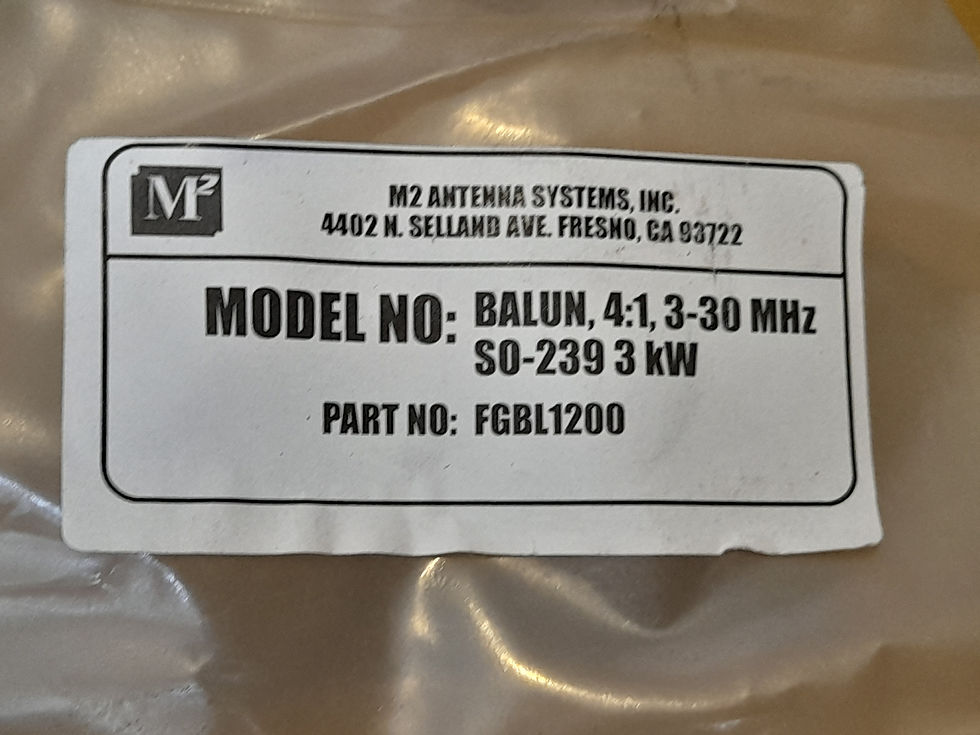 M²
M2 ANTENNA SYSTEMS, INC.
4402 N. SELLAND AVE. FRESNO, CA 93722
MODEL NO: BALUN, 4:1, 3-30 MHz
SO-239 3 kW
PART NO: FGBL1200